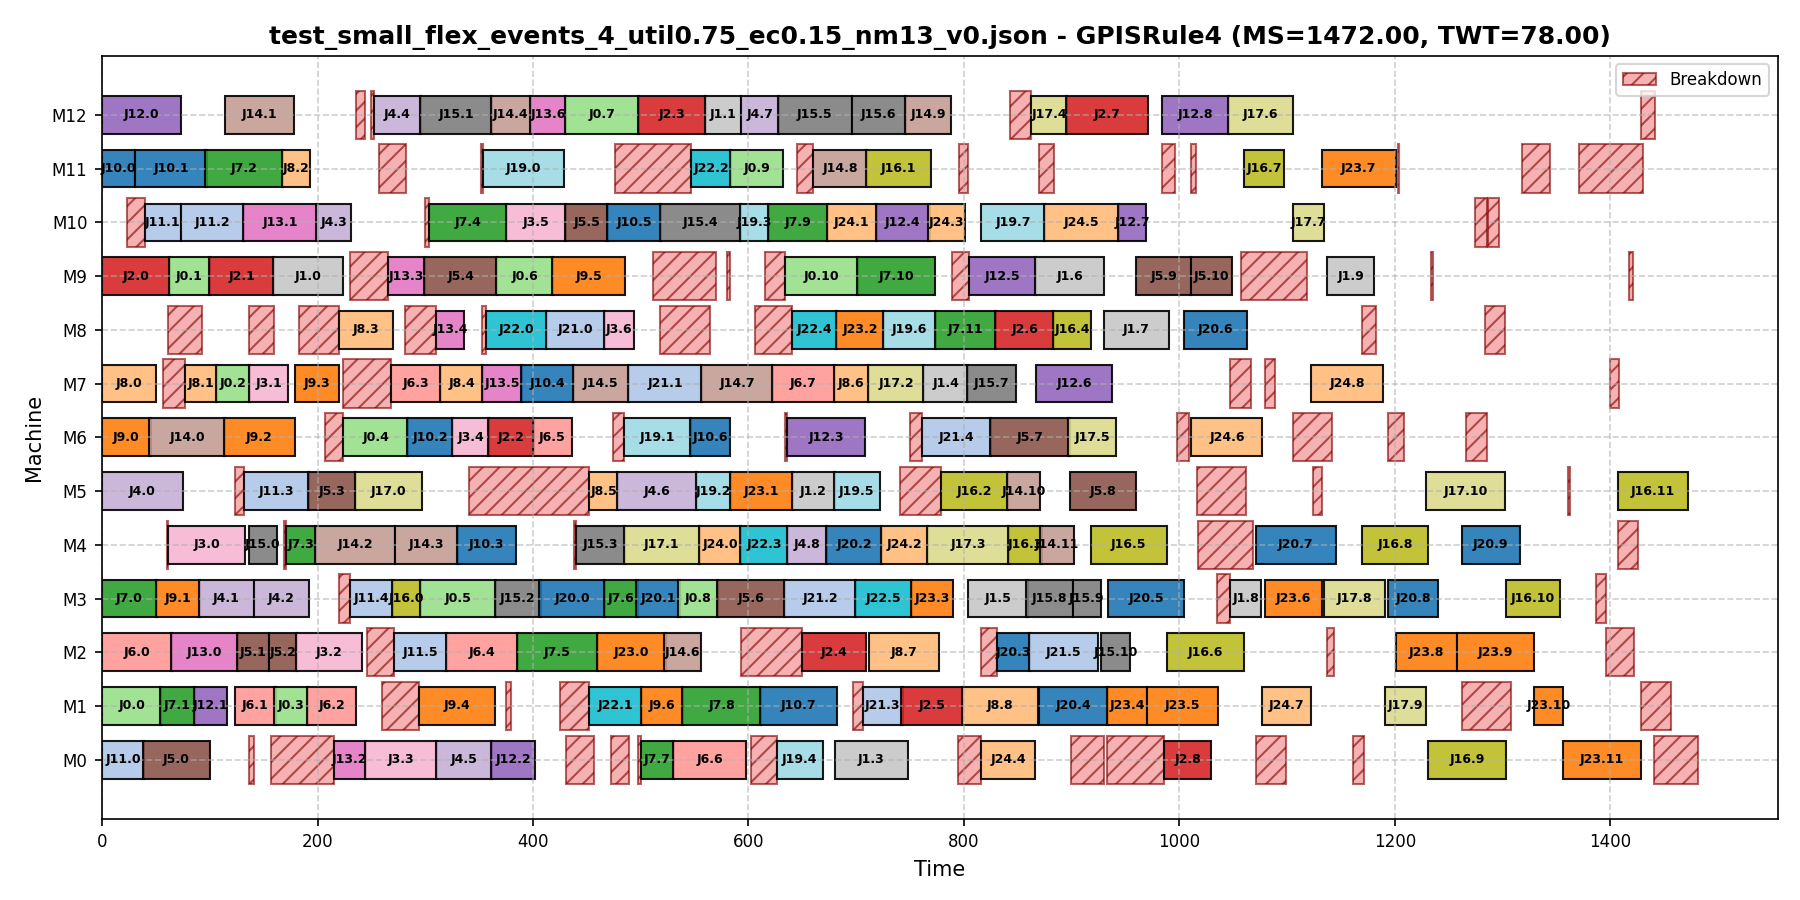 test_small_flex_events_4_util0.75_ec0.15_nm13_v0.json - GPISRule4 (MS=1472.00, TWT=78.00)
Breakdown
M12 J12.0 J14.1 J4.4 J15.1 J14.4 J13.6 J0.7 J2.3 J1.1 J4.7 J15.5 J15.6 J14.9 J17.4 J2.7 J12.8 J17.6
M11 J10.0 J10.1 J7.2 J8.2 J19.0 J22.2 J0.9 J14.8 J16.1 J16.7 J23.7
M10 J11.1 J11.2 J13.1 J4.3 J7.4 J3.5 J5.5 J10.5 J15.4 J19.3 J7.9 J24.1 J12.4 J24.3 J19.7 J24.5 J12.7 J17.7
M9 J2.0 J0.1 J2.1 J1.0 J13.3 J5.4 J0.6 J9.5 J0.10 J7.10 J12.5 J1.6 J5.9 J5.10 J1.9
M8 J8.3 J13.4 J22.0 J21.0 J3.6 J22.4 J23.2 J19.6 J7.11 J2.6 J16.4 J1.7 J20.6
M7 J8.0 J8.1 J0.2 J3.1 J9.3 J6.3 J8.4 J13.5 J10.4 J14.5 J21.1 J14.7 J6.7 J8.6 J17.2 J1.4 J15.7 J12.6 J24.8
M6 J9.0 J14.0 J9.2 J0.4 J10.2 J3.4 J2.2 J6.5 J19.1 J10.6 J12.3 J21.4 J5.7 J17.5 J24.6
M5 J4.0 J11.3 J5.3 J17.0 J8.5 J4.6 J19.2 J23.1 J1.2 J19.5 J16.2 J14.10 J5.8 J17.10 J16.11
M4 J3.0 J15.0 J7.3 J14.2 J14.3 J10.3 J15.3 J17.1 J24.0 J22.3 J4.8 J20.2 J24.2 J17.3 J16.3 J14.11 J16.5 J20.7 J16.8 J20.9
M3 J7.0 J9.1 J4.1 J4.2 J11.4 J16.0 J0.5 J15.2 J20.0 J7.6 J20.1 J0.8 J5.6 J21.2 J22.5 J23.3 J1.5 J15.8 J15.9 J20.5 J1.8 J23.6 J17.8 J20.8 J16.10
M2 J6.0 J13.0 J5.1 J5.2 J3.2 J11.5 J6.4 J7.5 J23.0 J14.6 J2.4 J8.7 J20.3 J21.5 J15.10 J16.6 J23.8 J23.9
M1 J0.0 J7.1 J12.1 J6.1 J0.3 J6.2 J9.4 J22.1 J9.6 J7.8 J10.7 J21.3 J2.5 J8.8 J20.4 J23.4 J23.5 J24.7 J17.9 J23.10
M0 J11.0 J5.0 J13.2 J3.3 J4.5 J12.2 J7.7 J6.6 J19.4 J1.3 J24.4 J2.8 J16.9 J23.11
Machine
0 200 400 600 800 1000 1200 1400
Time